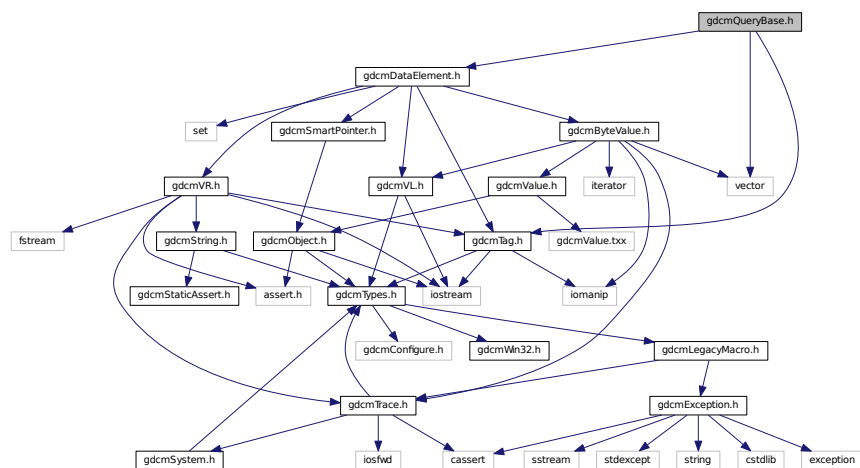 gdcmQueryBase.h
gdcmDataElement.h
set
gdcmSmartPointer.h
gdcmByteValue.h
gdcmVR.h
gdcmVL.h
gdcmValue.h
iterator
vector
fstream
gdcmString.h
gdcmObject.h
gdcmTag.h
gdcmValue.txx
gdcmStaticAssert.h
assert.h
gdcmTypes.h
iostream
iomanip
gdcmConfigure.h
gdcmWin32.h
gdcmLegacyMacro.h
gdcmTrace.h
gdcmException.h
gdcmSystem.h
iosfwd
cassert
sstream
stdexcept
string
cstdlib
exception